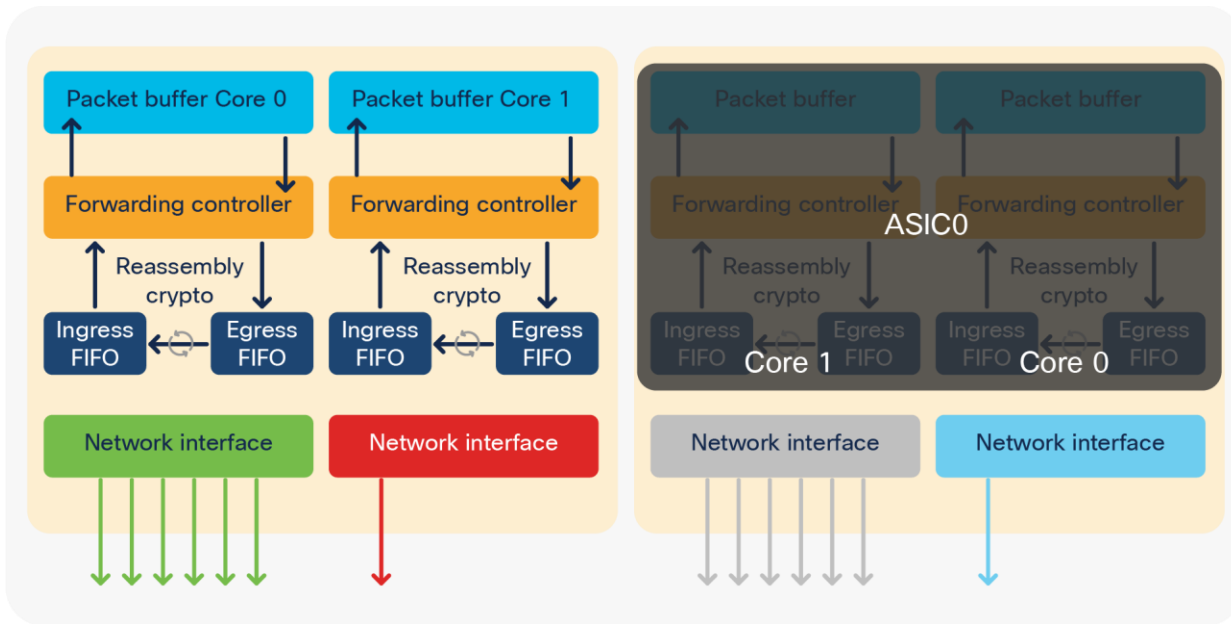 Packet buffer Core 0
Packet buffer Core 1
Packet buffer
Packet buffer
Forwarding controller
Forwarding controller
Forwarding controller
Forwarding controller
ASIC0
Reassembly
crypto
Reassembly
crypto
Reassembly
crypto
Reassembly
crypto
Ingress
FIFO
Egress
FIFO
Ingress
FIFO
Egress
FIFO
Ingress
FIFO
Egress
FIFO
Ingress
FIFO
Egress
FIFO
Core 1
Core 0
Network interface
Network interface
Network interface
Network interface